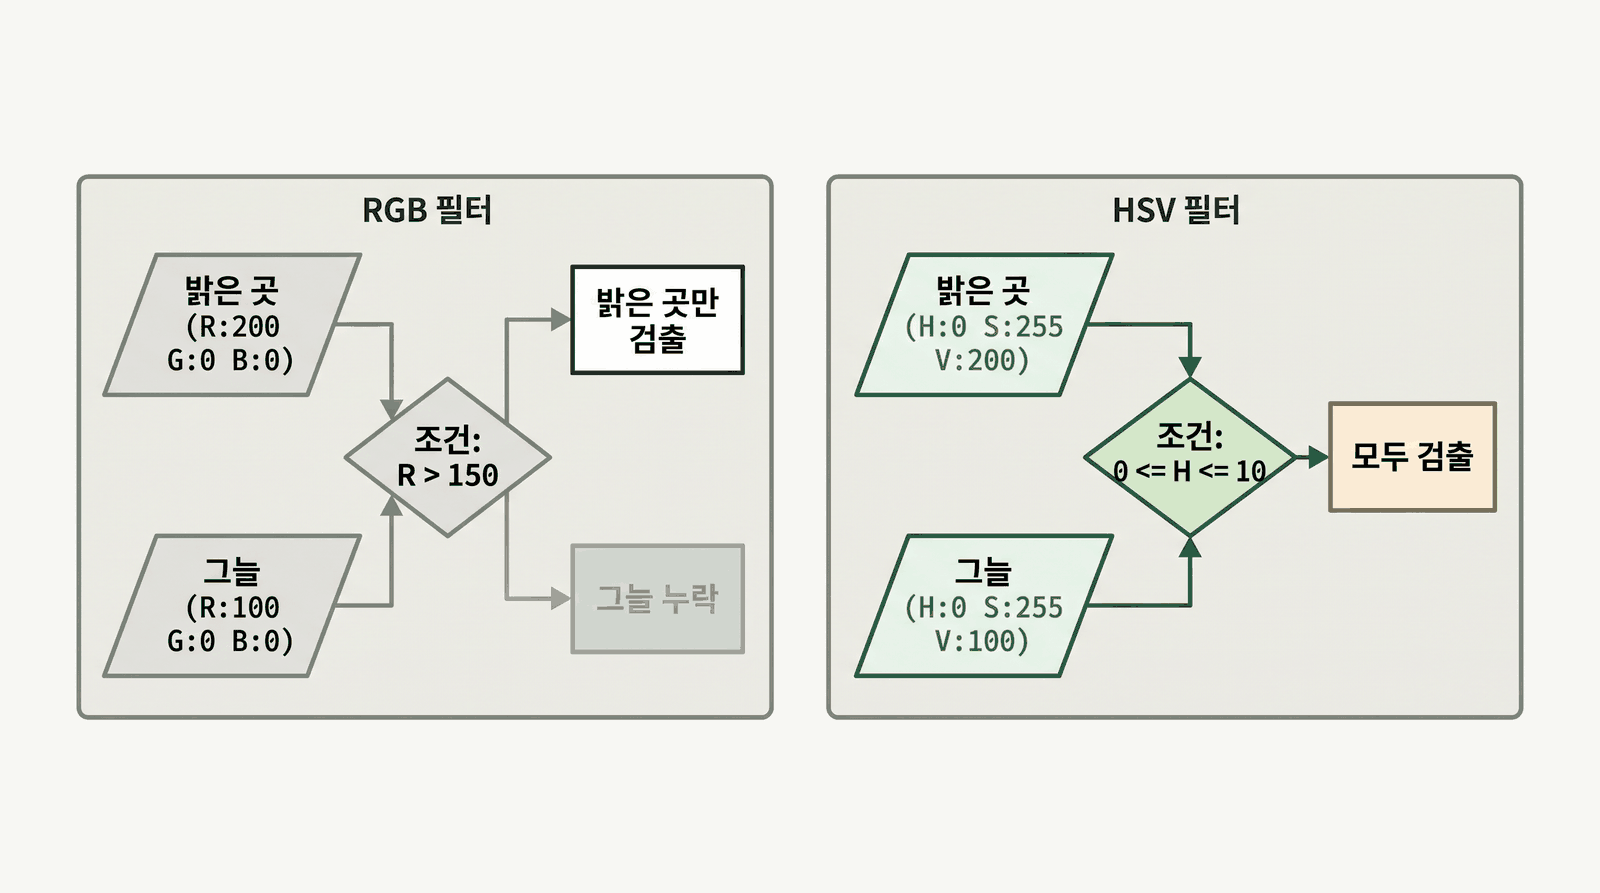 RGB 필터
밝은 곳
(R:200
G:0 B:0)
밝은 곳만
검출
조건:
R > 150
그늘
(R:100
G:0 B:0)
그늘 누락
HSV 필터
밝은 곳
(H:0 S:255
V:200)
조건:
0 <= H <= 10
모두 검출
그늘
(H:0 S:255
V:100)